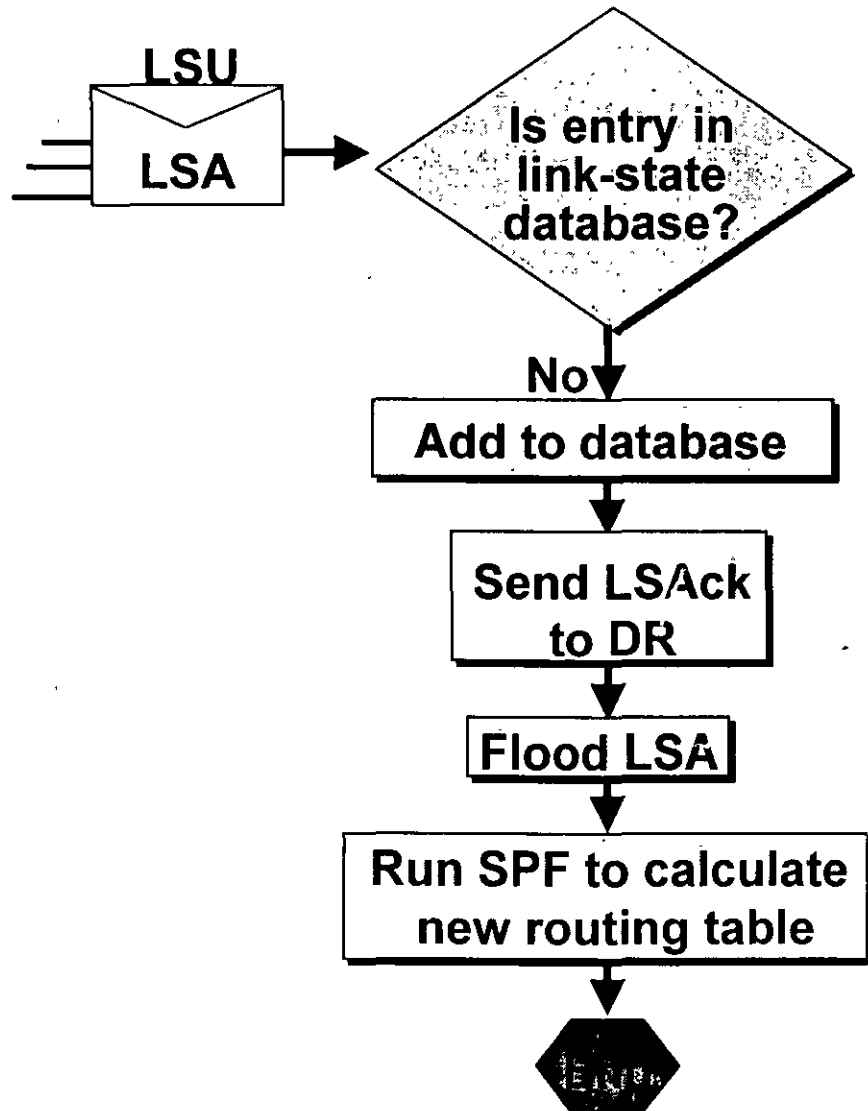 LSU
LSA
Is entry in
link-state
database?
No
Add to database
Send LSAck
to DR
Flood LSA
Run SPF to calculate
new routing table